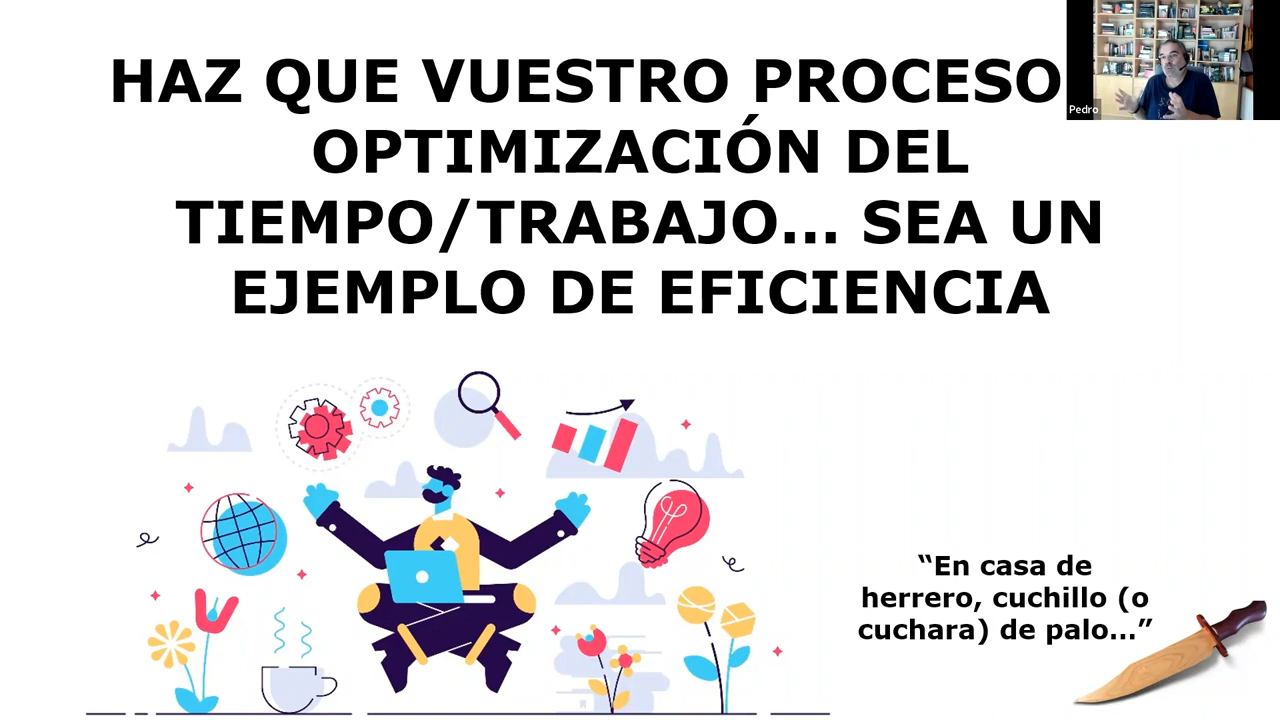 HAZ QUE VUESTRO PROCESO
OPTIMIZACIÓN DEL
TIEMPO/TRABAJO... SEA UN
EJEMPLO DE EFICIENCIA
Pedro
“En casa de
herrero, cuchillo (o
cuchara) de palo...”